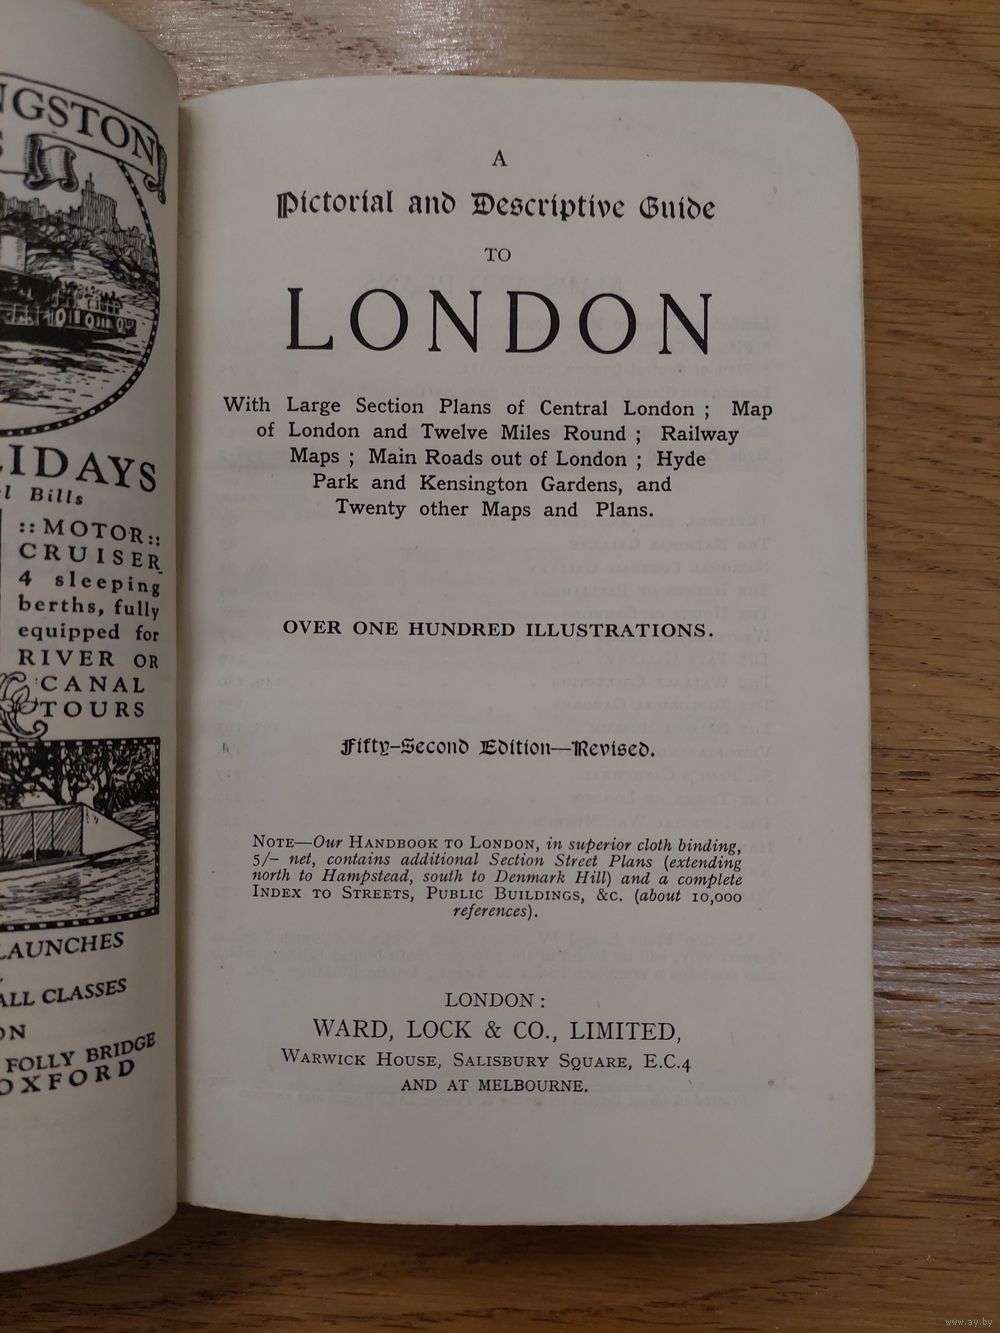 NGSTON
LIDAYS
Bills
::MOTOR::
CRUISER
4 sleeping
berths, fully
equipped for
RIVER OR
CANAL
TOURS
LAUNCHES
ALL CLASSES
ON
FOLLY BRIDGE
OXFORD
A
Pictorial and Descriptive Guide
TO
LONDON
With Large Section Plans of Central London ; Map
of London and Twelve Miles Round ; Railway
Maps ; Main Roads out of London ; Hyde
Park and Kensington Gardens, and
Twenty other Maps and Plans.
OVER ONE HUNDRED ILLUSTRATIONS.
Fifty-Second Edition—Revised.
NOTE—Our HANDBOOK TO LONDON, in superior cloth binding,
5/- net, contains additional Section Street Plans (extending
north to Hampstead, south to Denmark Hill) and a complete
INDEX TO STREETS, PUBLIC BUILDINGS, &c. (about 10,000
references).
LONDON :
WARD, LOCK & CO., LIMITED,
WARWICK HOUSE, SALISBURY SQUARE, E.C.4
AND AT MELBOURNE.
www.ay.by